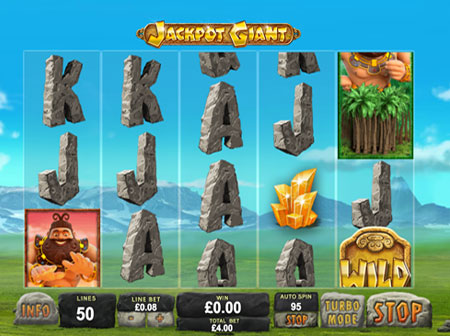 JACKPOT GIANT
K K A J
J J A
A A J
A A A WILD
INFO
LINES
50
LINE BET
£0.08
WIN
£0.00
TOTAL BET
£4.00
AUTO SPIN
95
STOP
TURBO
MODE
STOP